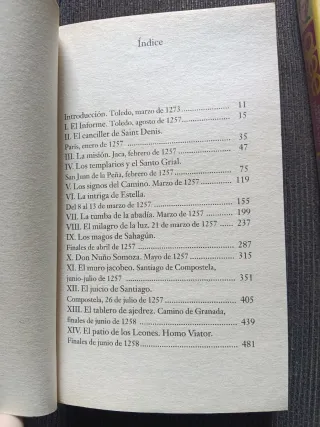 Índice
Introducción. Toledo, marzo de 1273 ........................ 11
I. El Informe. Toledo, agosto de 1257 ........................ 15
II. El canciller de Saint Denis.
París, enero de 1257 ........................ 35
III. La misión. Jaca, febrero de 1257 ........................ 47
IV. Los templarios y el Santo Grial.
San Juan de la Peña, febrero de 1257 ........................ 75
V. Los signos del Camino. Marzo de 1257 ........................ 119
VI. La intriga de Estella.
Del 8 al 13 de marzo de 1257 ........................ 155
VII. La tumba de la abadía. Marzo de 1257 ........................ 199
VIII. El milagro de la luz. 21 de marzo de 1257 ........................ 237
IX. Los magos de Sahagún.
Finales de abril de 1257 ........................ 287
X. Don Nuño Somoza. Mayo de 1257 ........................ 315
XI. El muro jacobeo. Santiago de Compostela,
junio-julio de 1257 ........................ 351
XII. El juicio de Santiago.
Compostela, 26 de julio de 1257 ........................ 405
XIII. El tablero de ajedrez. Camino de Granada,
finales de junio de 1258 ........................ 439
XIV. El patio de los Leones. Homo Viator.
Finales de junio de 1258 ........................ 481